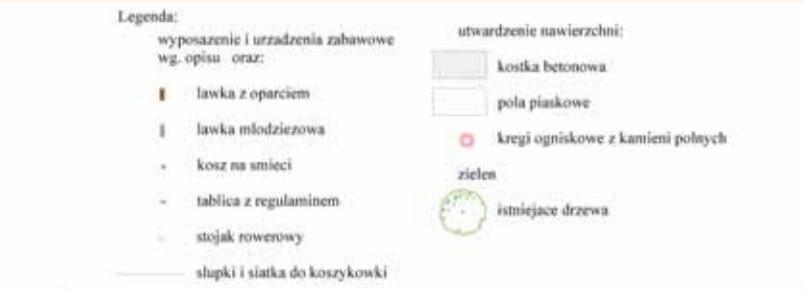 Legenda:
wyposazenie i urzadzenia zabawowe
wg. opisu oraz:
lawka z oparciem
lawka mlodziezowa
kosz na smieci
tablica z regulaminem
stojak rowerowy
slupki i siatka do koszykowki
utwardzenie nawierzchni:
kostka betonowa
pola piaskowe
kregi ogniskowe z kamieni polnych
zielen
istniejace drzewa